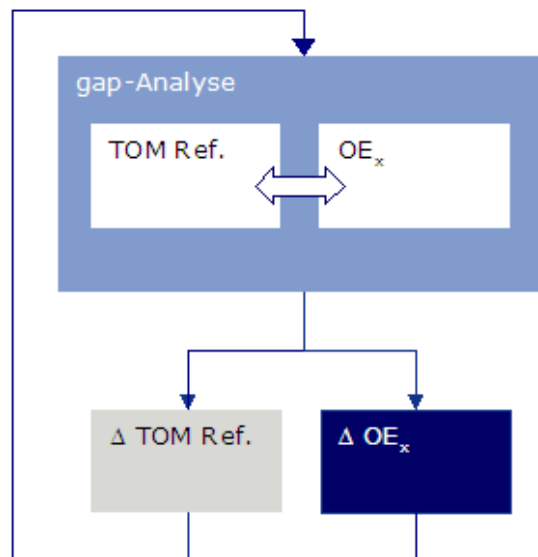 gap-Analyse
TOM Ref.
OEₓ
Δ TOM Ref.
Δ OEₓ